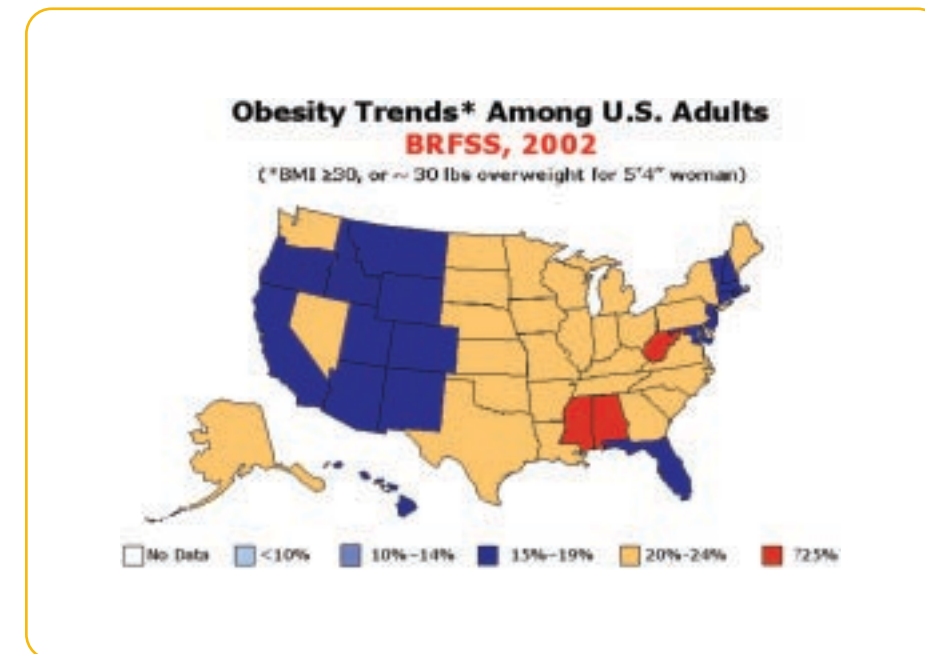 Obesity Trends* Among U.S. Adults
BRFSS, 2002
(*BMI ≥30, or ~ 30 lbs overweight for 5'4" woman)
No Data <10% 10%–14% 15%–19% 20%–24% ?25%